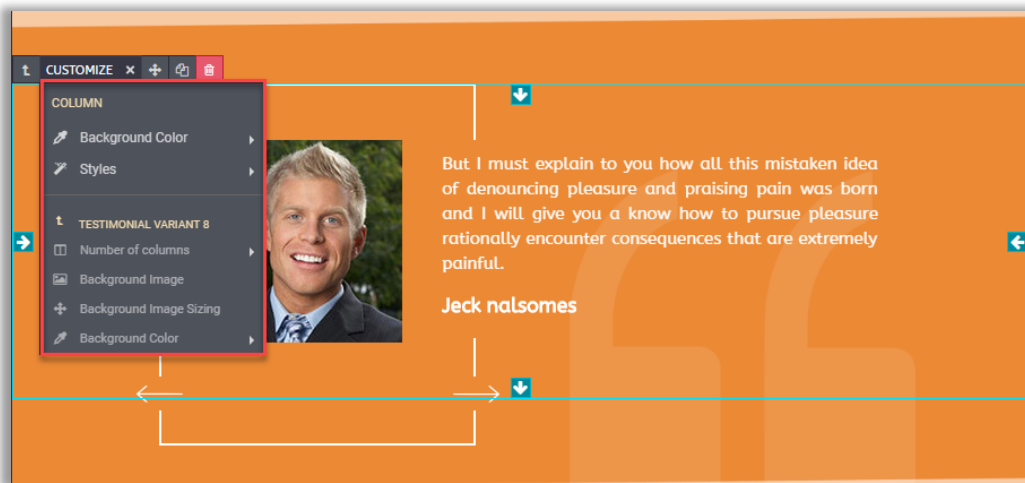 CUSTOMIZE
COLUMN
Background Color
Styles
TESTIMONIAL VARIANT 8
Number of columns
Background Image
Background Image Sizing
Background Color
But I must explain to you how all this mistaken idea
of denouncing pleasure and praising pain was born
and I will give you a know how to pursue pleasure
rationally encounter consequences that are extremely
painful.
Jeck nalsomes